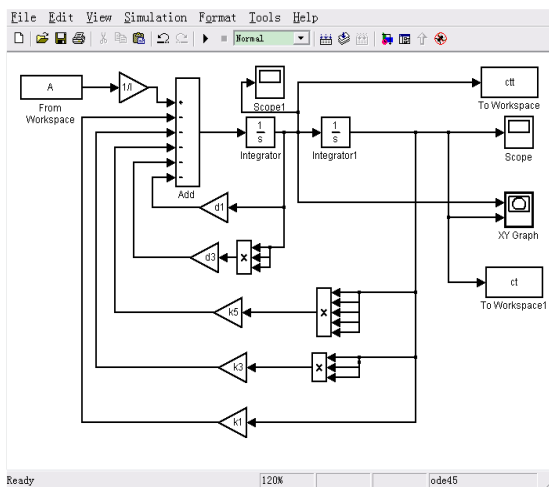 File Edit View Simulation Format Tools Help
Normal
A
From
Workspace
1/I
+
-
-
-
-
-
Add
Scope1
1
s
Integrator
1
s
Integrator1
ctt
To Workspace
Scope
XY Graph
ct
To Workspace1
d1
d3
×
k5
×
k3
×
k1
Ready 120% ode45